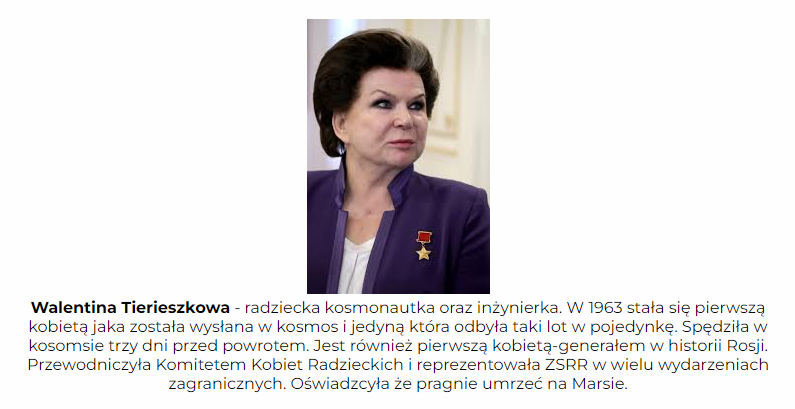 Walentina Tierieszkowa - radziecka kosmonautka oraz inżynierka. W 1963 stała się pierwszą
kobietą jaka została wysłana w kosmos i jedyną która odbyła taki lot w pojedynkę. Spędziła w
kosomsie trzy dni przed powrotem. Jest również pierwszą kobietą-generałem w historii Rosji.
Przewodniczyła Komitetem Kobiet Radzieckich i reprezentowała ZSRR w wielu wydarzeniach
zagranicznych. Oświadzcyła że pragnie umrzeć na Marsie.